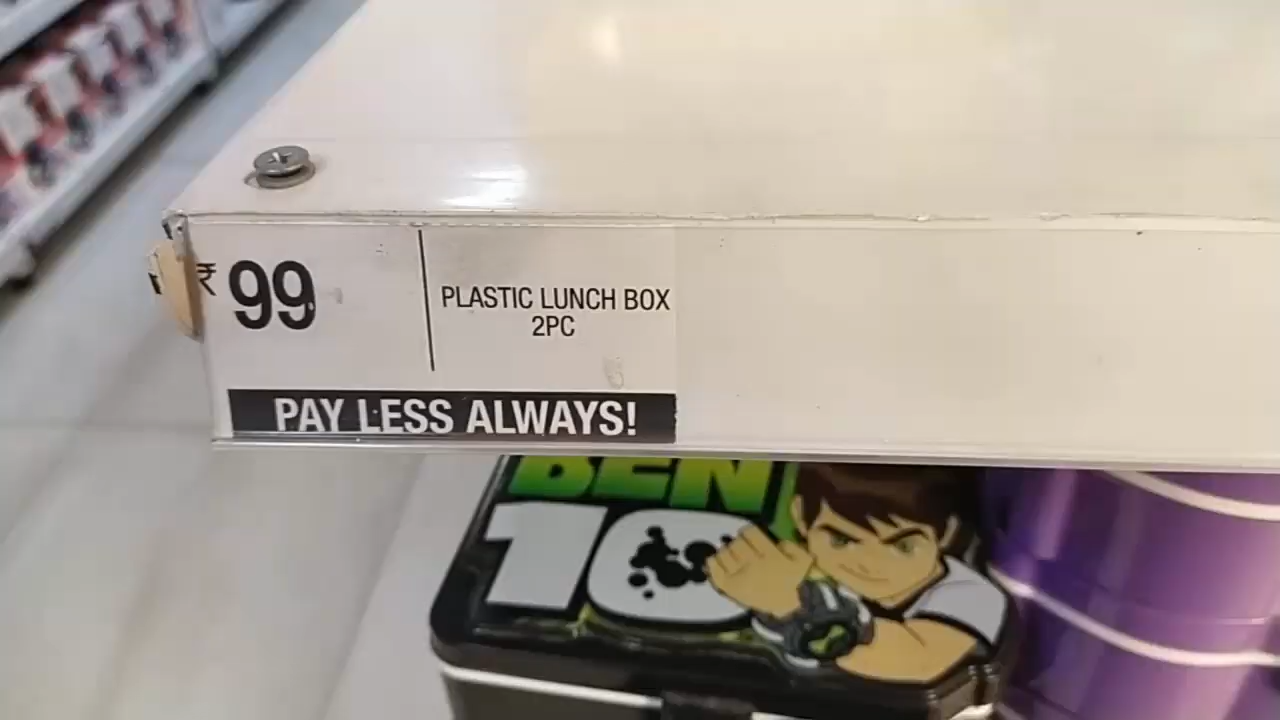 ₹ 99
PLASTIC LUNCH BOX
2PC
PAY LESS ALWAYS!
BEN
10